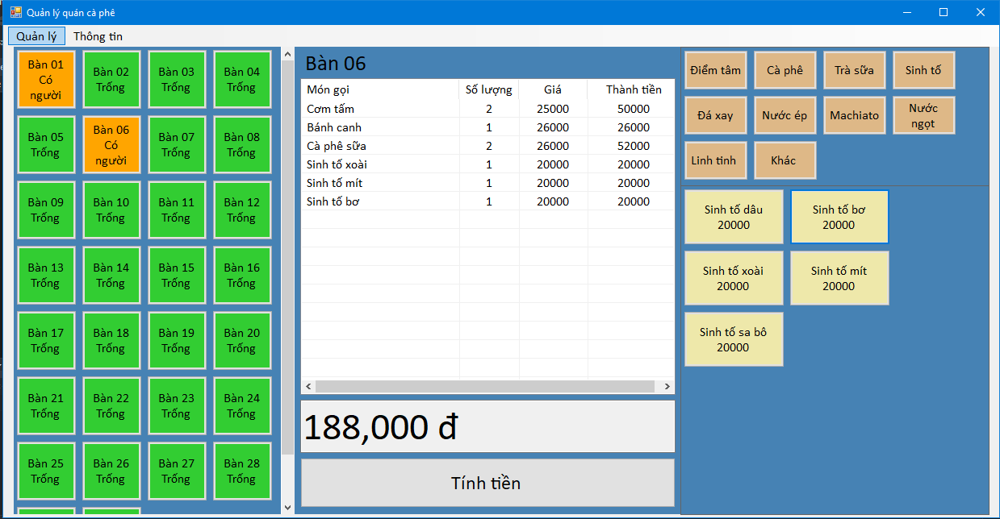 Quản lý quán cà phê
Quản lý Thông tin
Bàn 01
Có
người
Bàn 02
Trống
Bàn 03
Trống
Bàn 04
Trống
Bàn 05
Trống
Bàn 06
Có
người
Bàn 07
Trống
Bàn 08
Trống
Bàn 09
Trống
Bàn 10
Trống
Bàn 11
Trống
Bàn 12
Trống
Bàn 13
Trống
Bàn 14
Trống
Bàn 15
Trống
Bàn 16
Trống
Bàn 17
Trống
Bàn 18
Trống
Bàn 19
Trống
Bàn 20
Trống
Bàn 21
Trống
Bàn 22
Trống
Bàn 23
Trống
Bàn 24
Trống
Bàn 25
Trống
Bàn 26
Trống
Bàn 27
Trống
Bàn 28
Trống
Bàn 06
Món gọi Số lượng Giá Thành tiền
Cơm tấm 2 25000 50000
Bánh canh 1 26000 26000
Cà phê sữa 2 26000 52000
Sinh tố xoài 1 20000 20000
Sinh tố mít 1 20000 20000
Sinh tố bơ 1 20000 20000
188,000 đ
Tính tiền
Điểm tâm
Cà phê
Trà sữa
Sinh tố
Đá xay
Nước ép
Machiato
Nước
ngọt
Linh tinh
Khác
Sinh tố dâu
20000
Sinh tố bơ
20000
Sinh tố xoài
20000
Sinh tố mít
20000
Sinh tố sa bô
20000